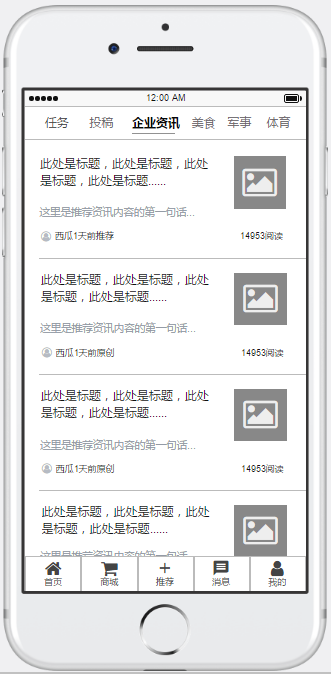 12:00 AM
任务 投稿 企业资讯 美食 军事 体育
此处是标题，此处是标题，此处
是标题，此处是标题......
这里是推荐资讯内容的第一句话...
西瓜1天前推荐 14953阅读
此处是标题，此处是标题，此处
是标题，此处是标题......
这里是推荐资讯内容的第一句话...
西瓜1天前原创 14953阅读
此处是标题，此处是标题，此处
是标题，此处是标题......
这里是推荐资讯内容的第一句话...
西瓜1天前原创 14953阅读
此处是标题，此处是标题，此处
是标题，此处是标题......
这里是推荐资讯内容的第一句话...
首页 商城 推荐 消息 我的